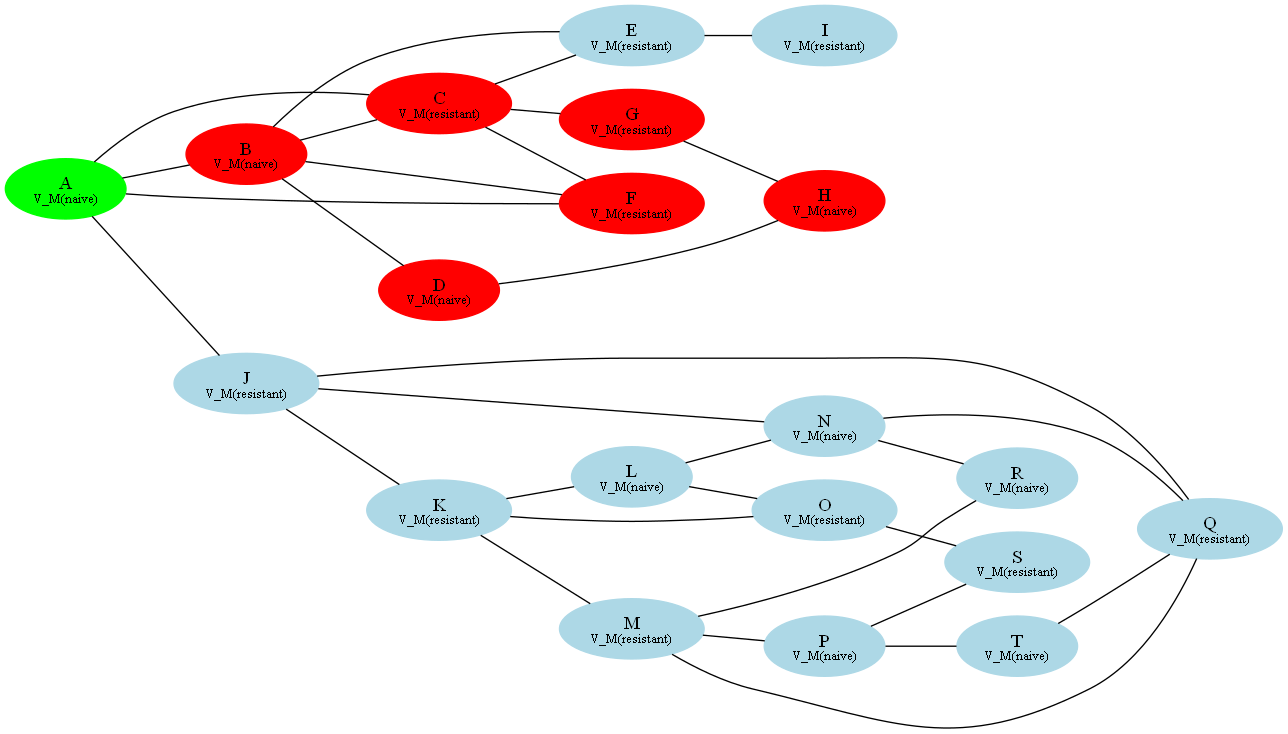 A
V_M(naive)
B
V_M(naive)
C
V_M(resistant)
D
V_M(naive)
E
V_M(resistant)
G
V_M(resistant)
F
V_M(resistant)
I
V_M(resistant)
H
V_M(naive)
J
V_M(resistant)
K
V_M(resistant)
L
V_M(naive)
M
V_M(resistant)
N
V_M(naive)
O
V_M(resistant)
P
V_M(naive)
R
V_M(naive)
S
V_M(resistant)
T
V_M(naive)
Q
V_M(resistant)